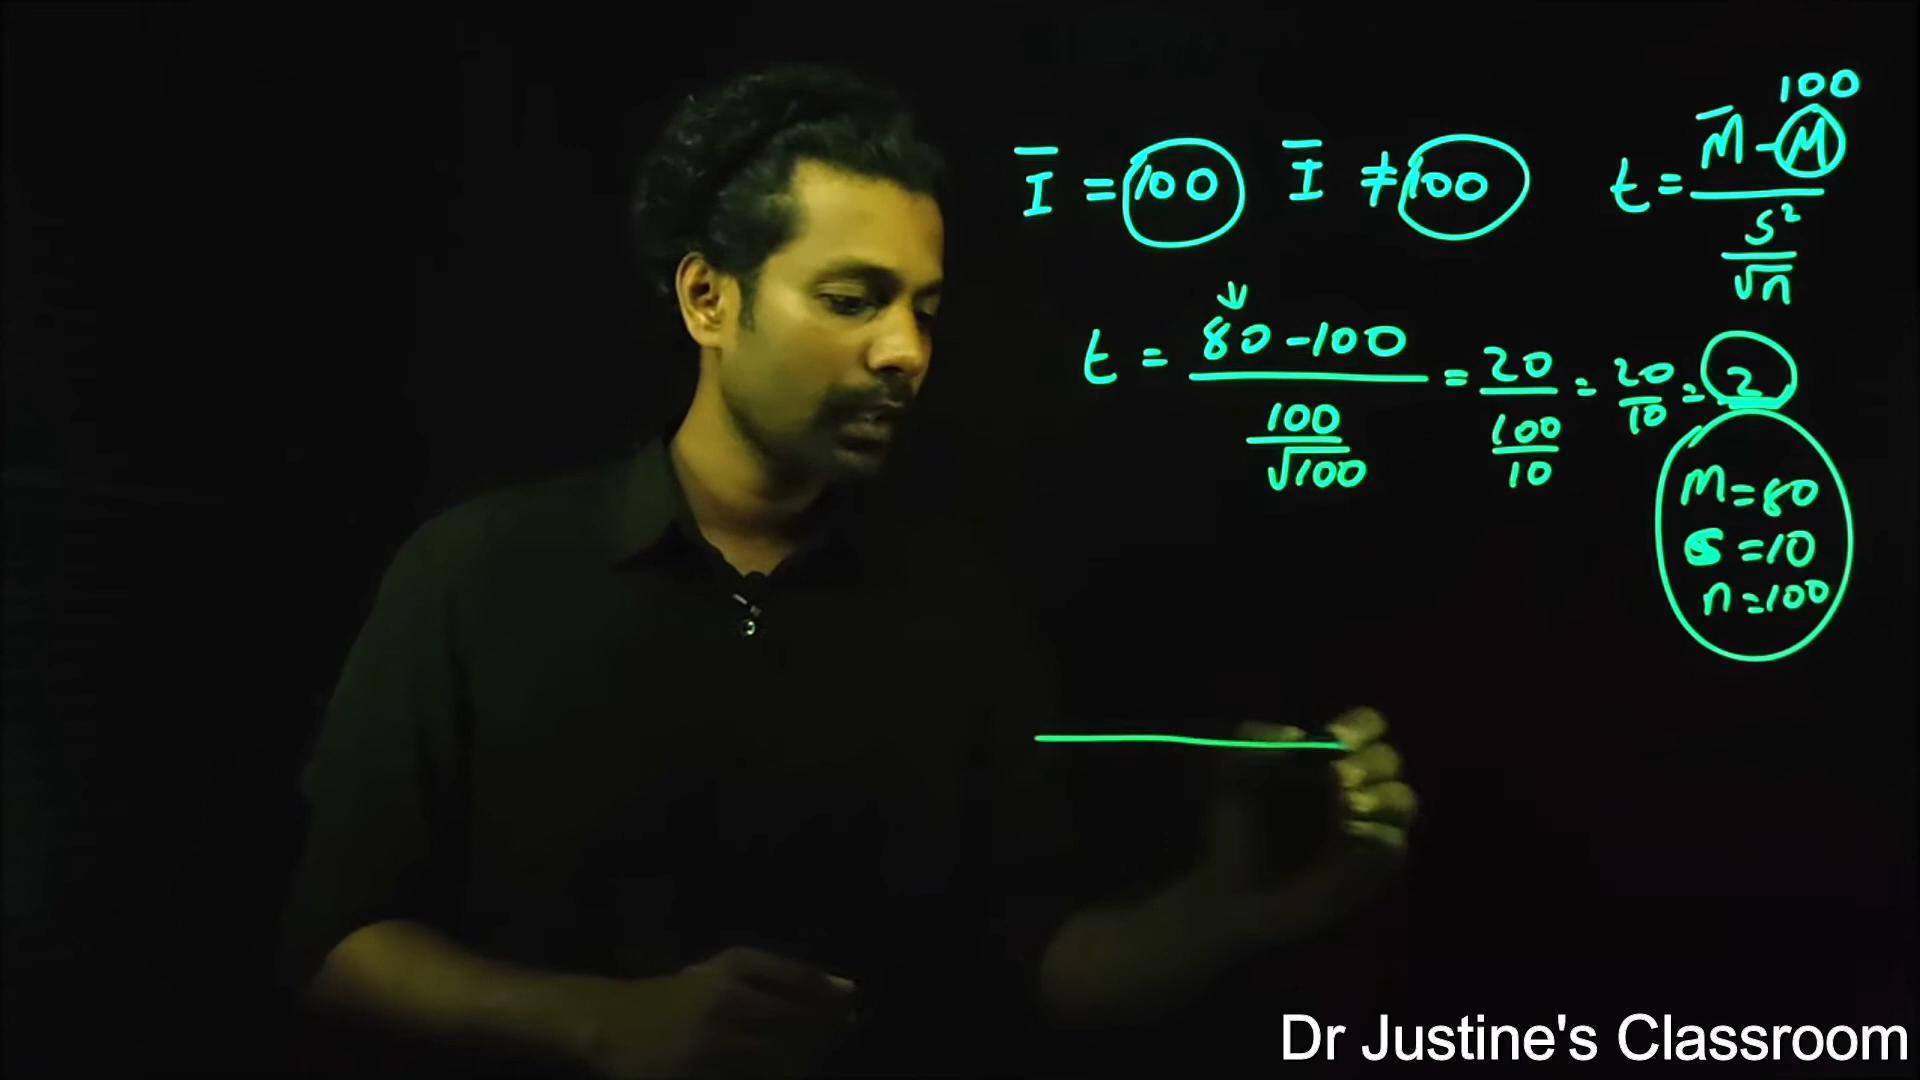 I̅ = 100 I̅ ≠ 100
t = (M̅ - M) / (S² / √n)
100
t = (80 - 100) / (100 / √100) = 20 / (100 / 10) = 20/10 = 2
M = 80
S = 10
n = 100
Dr Justine's Classroom